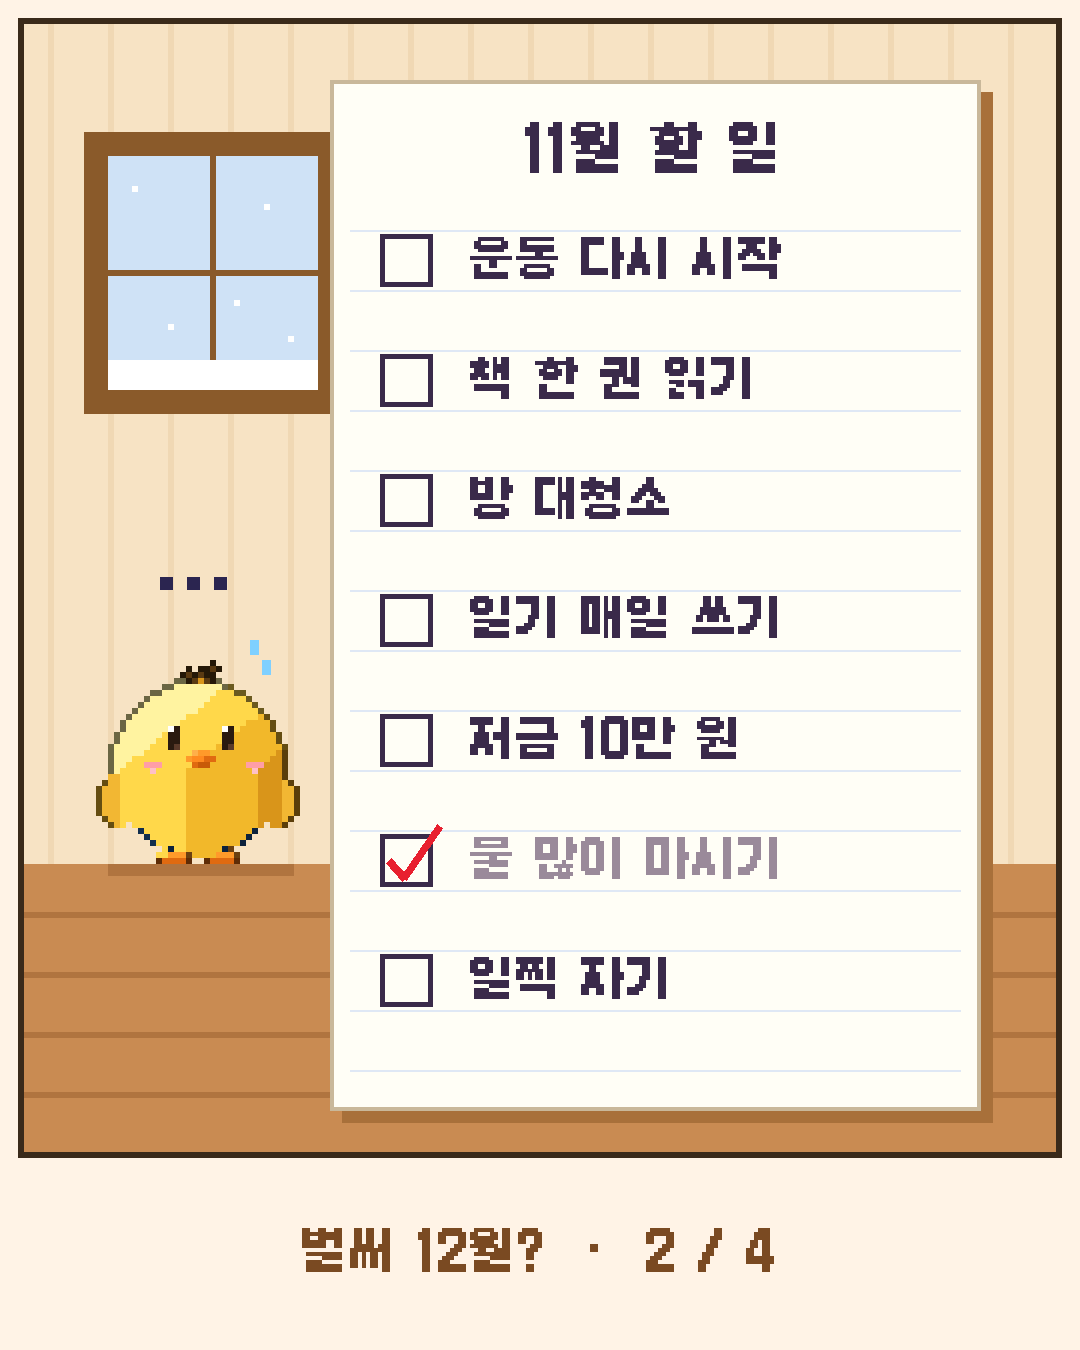 11월 할 일
운동 다시 시작
책 한 권 읽기
방 대청소
일기 매일 쓰기
저금 10만 원
물 많이 마시기
일찍 자기
...
벌써 12월? · 2 / 4